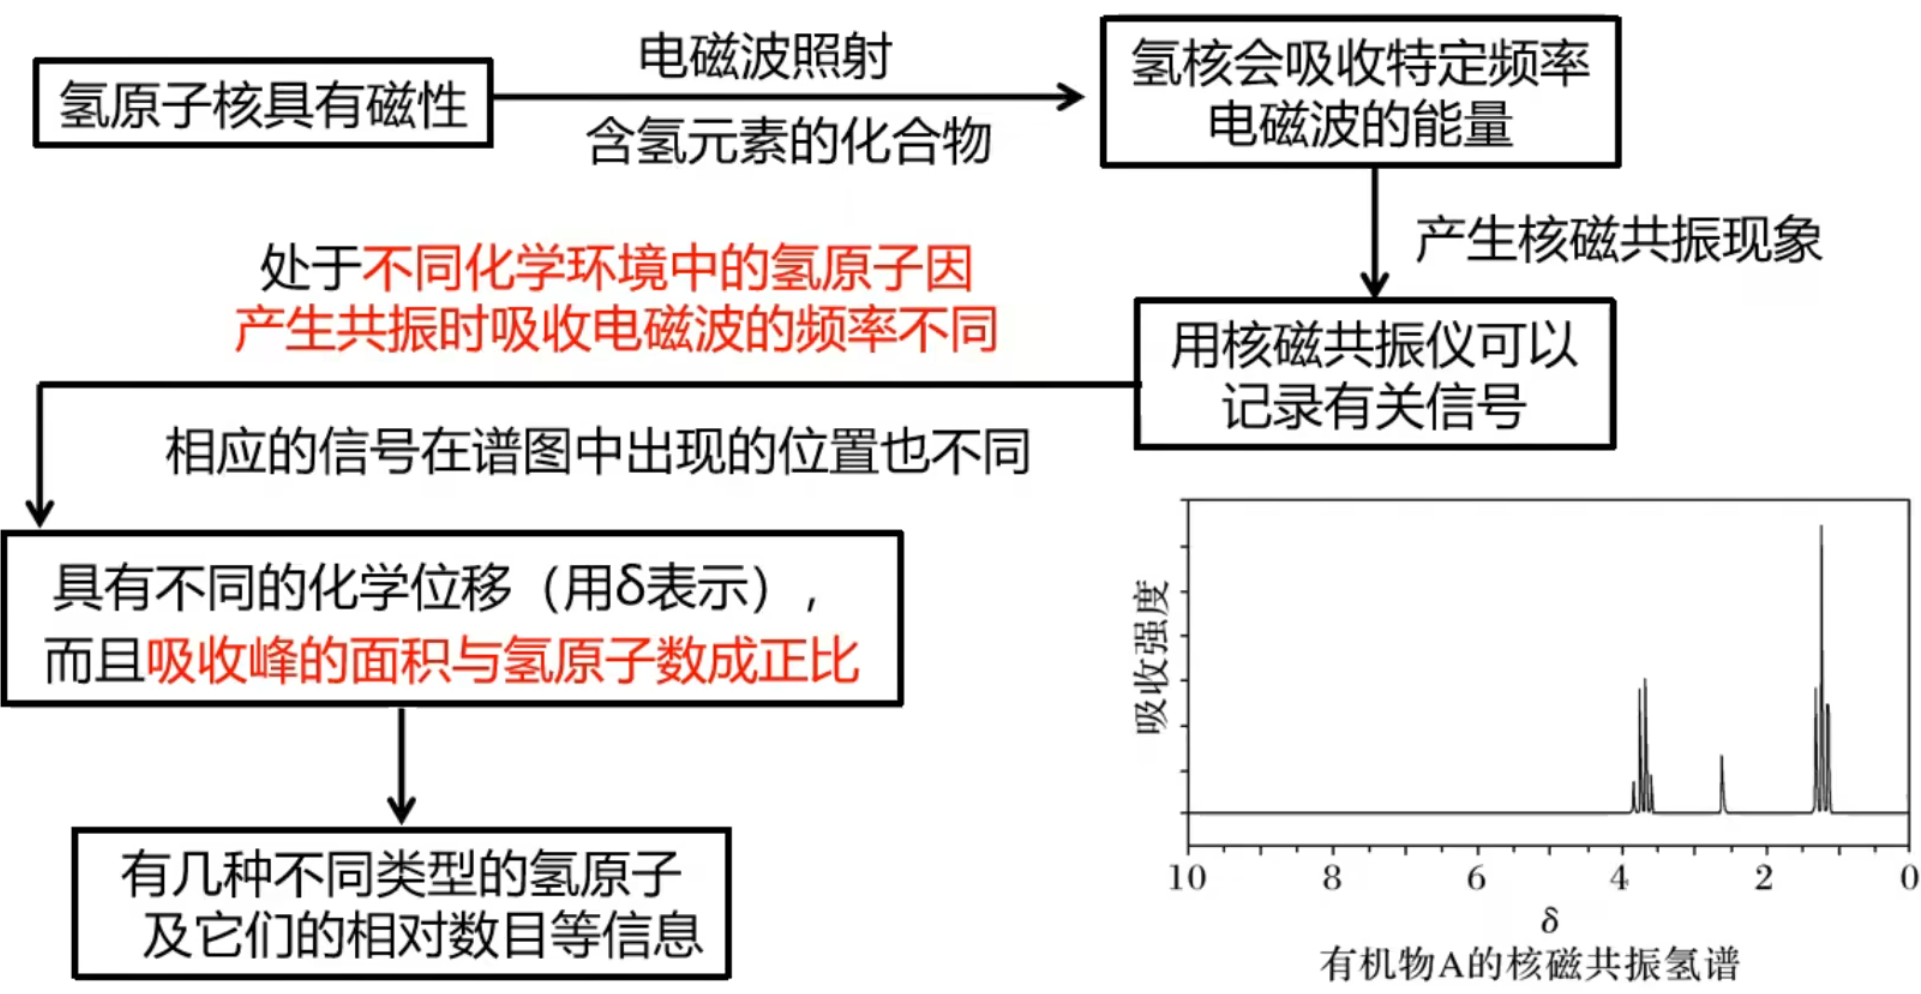 氢原子核具有磁性
电磁波照射
含氢元素的化合物
氢核会吸收特定频率
电磁波的能量
产生核磁共振现象
用核磁共振仪可以
记录有关信号
处于不同化学环境中的氢原子因
产生共振时吸收电磁波的频率不同
相应的信号在谱图中出现的位置也不同
具有不同的化学位移（用δ表示），
而且吸收峰的面积与氢原子数成正比
有几种不同类型的氢原子
及它们的相对数目等信息
吸收强度
10 8 6 4 2 0
δ
有机物A的核磁共振氢谱